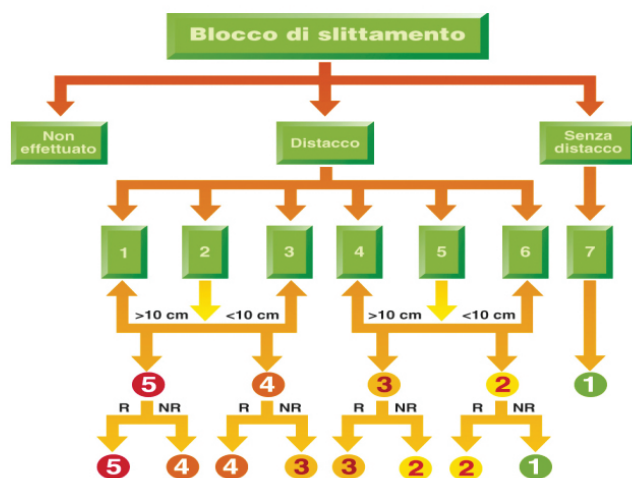 Blocco di slittamento
Non
effettuato
Distacco
Senza
distacco
1 2 3 4 5 6 7
>10 cm <10 cm >10 cm <10 cm
5 4 3 2 1
R NR R NR R NR R NR
5 4 4 3 3 2 2 1